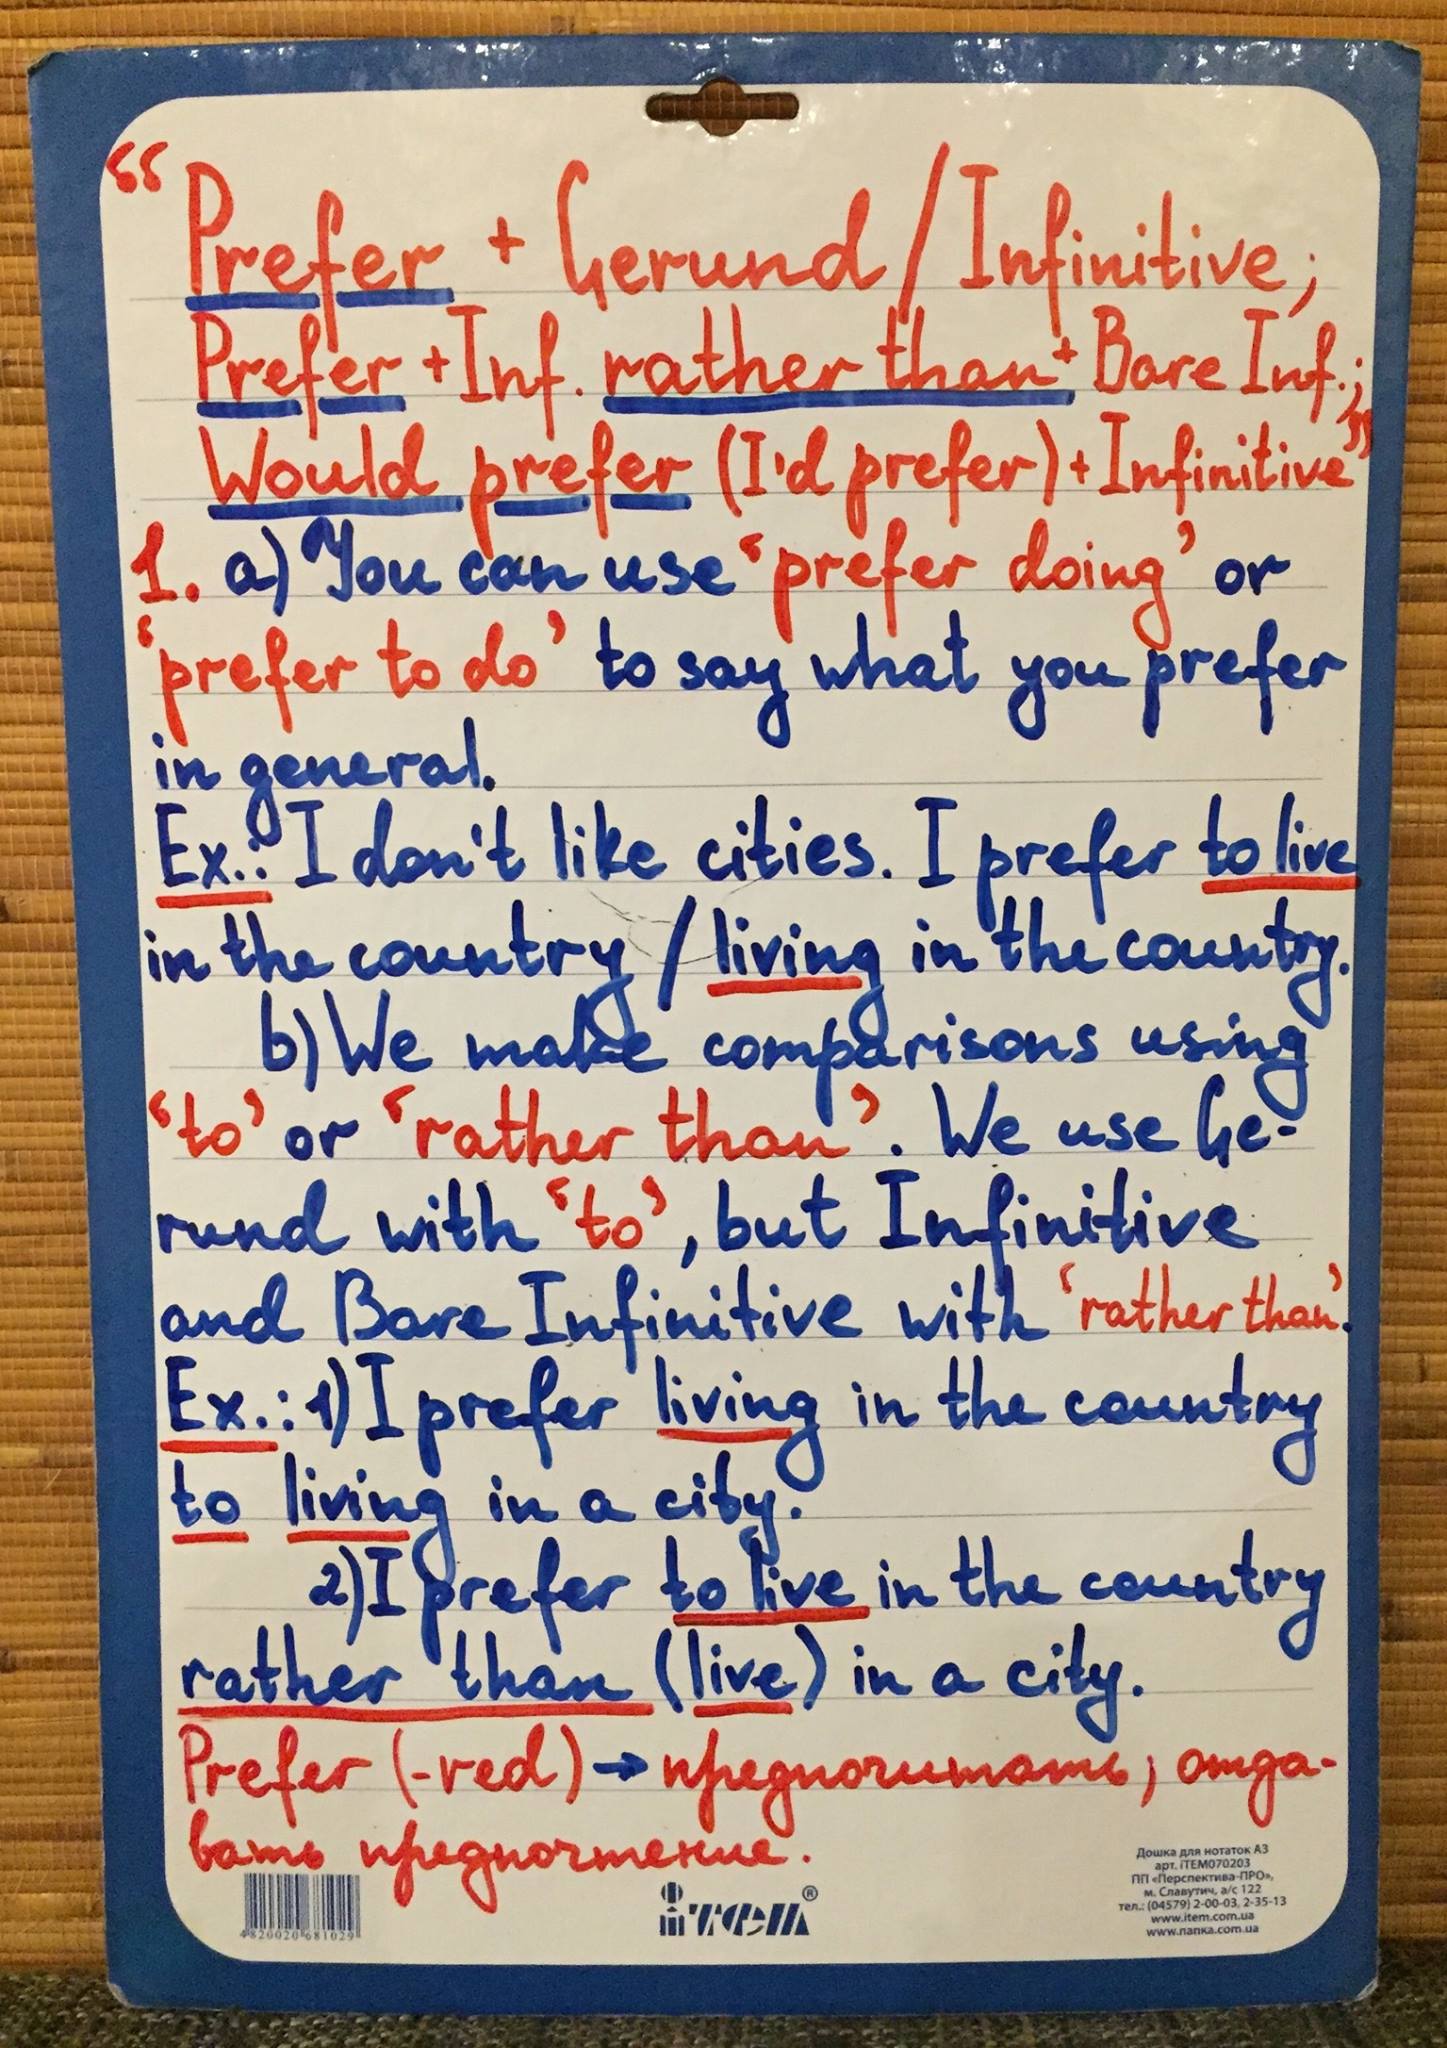 “Prefer + Gerund / Infinitive;
Prefer + Inf. rather than + Bare Inf.;
Would prefer (I'd prefer) + Infinitive”
1. a) You can use ‘prefer doing’ or
‘prefer to do’ to say what you prefer
in general.
Ex.: I don't like cities. I prefer to live
in the country / living in the country.
b) We make comparisons using
‘to’ or ‘rather than’. We use Ge-
rund with ‘to’, but Infinitive
and Bare Infinitive with ‘rather than’.
Ex.: 1) I prefer living in the country
to living in a city.
2) I prefer to live in the country
rather than (live) in a city.
Prefer (-red) → предпочитать; отда-
вать предпочтение.
4820020681029
iтем®
Дошка для нотаток А3
арт. iTEM070203
ПП «Перспектива-ПРО»,
м. Славутич, а/с 122
тел.: (04579) 2-00-03, 2-35-13
www.item.com.ua
www.nanka.com.ua